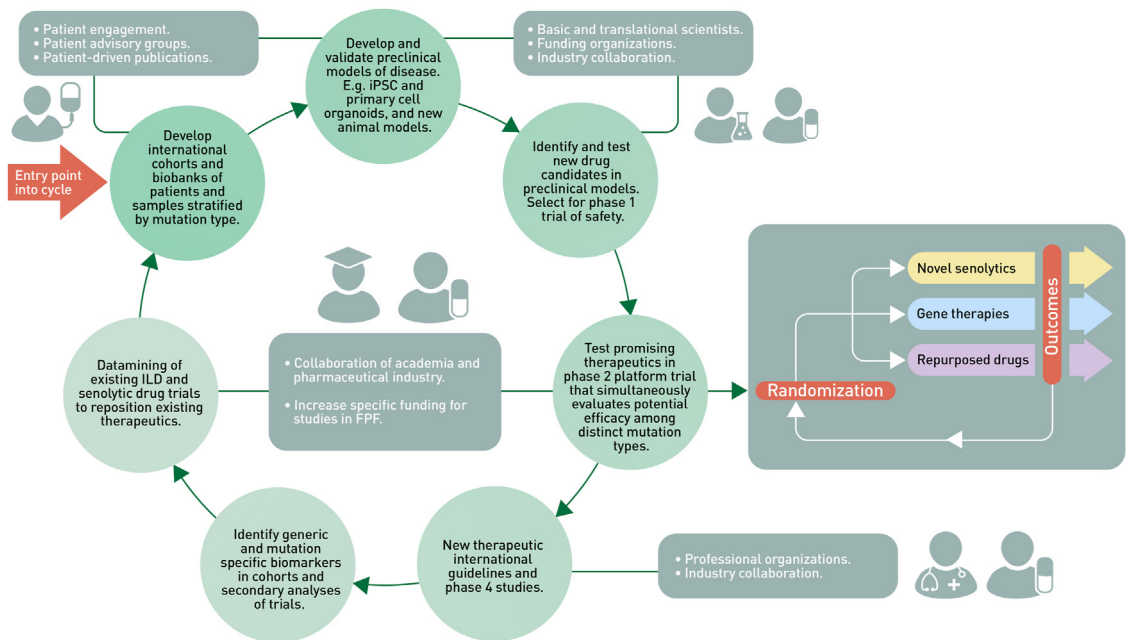 • Patient engagement.
• Patient advisory groups.
• Patient-driven publications.
Develop and
validate preclinical
models of disease.
E.g. iPSC and
primary cell
organoids, and new
animal models.
• Basic and translational scientists.
• Funding organizations.
• Industry collaboration.
Entry point
into cycle
Develop
international
cohorts and
biobanks of
patients and
samples stratified
by mutation type.
Identify and test
new drug
candidates in
preclinical models.
Select for phase 1
trial of safety.
Novel senolytics
Gene therapies
Repurposed drugs
Outcomes
Randomization
Datamining of
existing ILD and
senolytic drug trials
to reposition existing
therapeutics.
• Collaboration of academia and
pharmaceutical industry.
• Increase specific funding for
studies in FPF.
Test promising
therapeutics in
phase 2 platform trial
that simultaneously
evaluates potential
efficacy among
distinct mutation
types.
Identify generic
and mutation
specific biomarkers
in cohorts and
secondary analyses
of trials.
New therapeutic
international
guidelines and
phase 4 studies.
• Professional organizations.
• Industry collaboration.